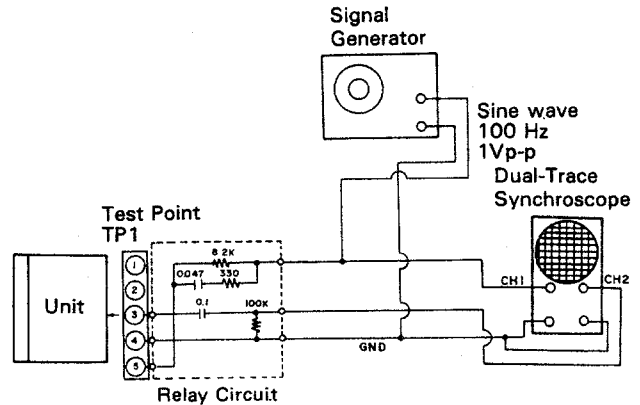 Signal
Generator
Sine wave
100 Hz
1Vp-p
Dual-Trace
Synchroscope
Test Point
TP1
8.2K
0.047
330
1
2
3
4
5
Unit
0.1
100K
CH1
CH2
GND
Relay Circuit